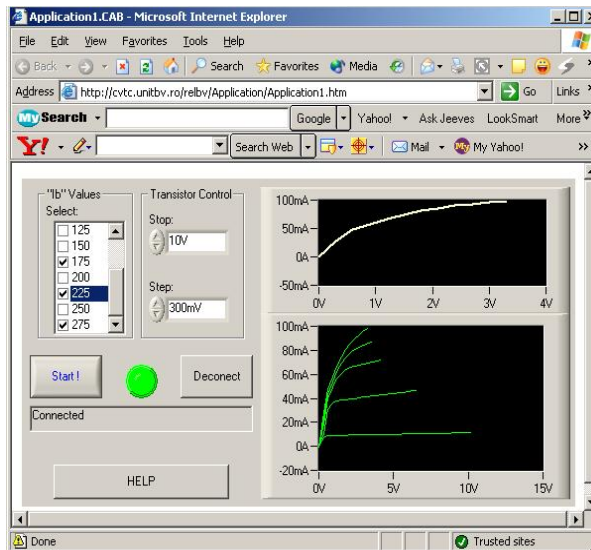 Application1.CAB - Microsoft Internet Explorer
File Edit View Favorites Tools Help
Back Search Favorites Media
Address http://cvtc.unitbv.ro/relbv/Application/Application1.htm Go Links
My Search Google Yahoo! Ask Jeeves LookSmart More
Y! Search Web Mail My Yahoo! »
"Ib" Values
Select:
125
150
175
200
225
250
275
Transistor Control
Stop:
10V
Step:
300mV
Start !
Deconect
Connected
HELP
100mA
50mA
0A
-50mA
0V 1V 2V 3V 4V
100mA
80mA
60mA
40mA
20mA
0A
-20mA
0V 5V 10V 15V
Done Trusted sites